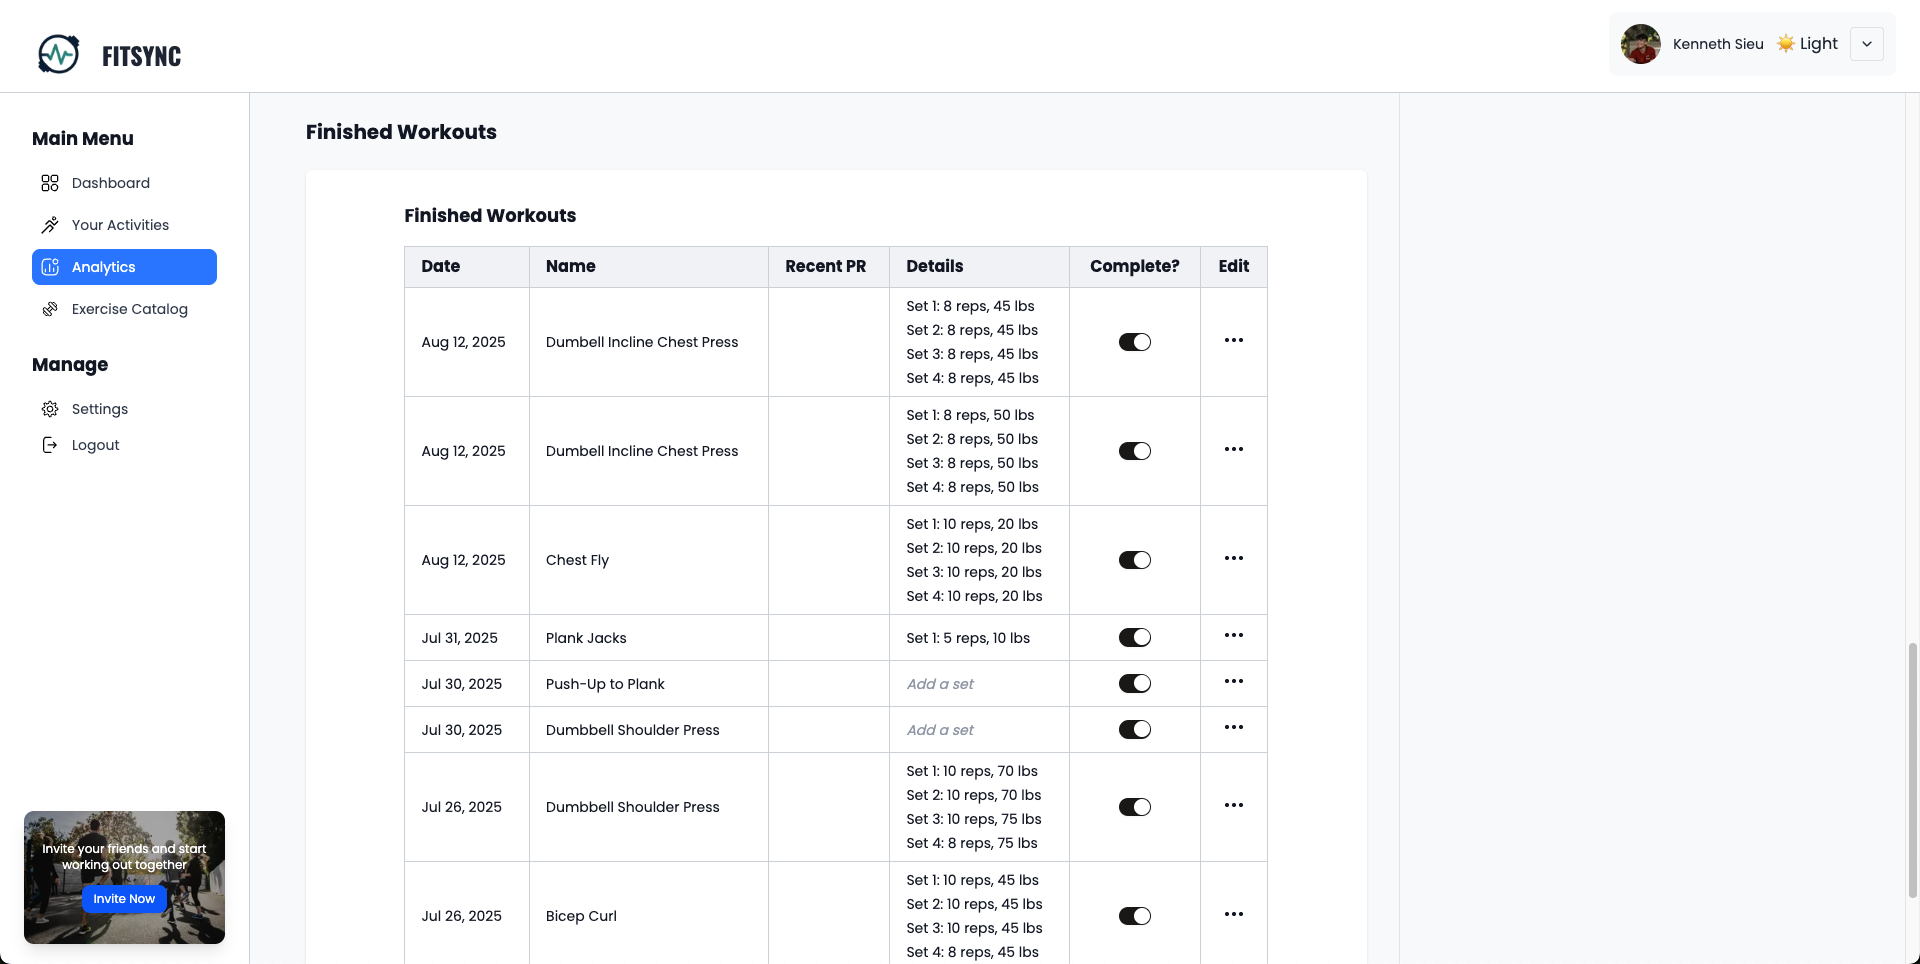 FITSYNC
Kenneth Sieu
Light
Main Menu
Dashboard
Your Activities
Analytics
Exercise Catalog
Manage
Settings
Logout
Invite your friends and start
working out together
Invite Now
Finished Workouts
Finished Workouts
Date Name Recent PR Details Complete? Edit
Aug 12, 2025 Dumbell Incline Chest Press
Set 1: 8 reps, 45 lbs
Set 2: 8 reps, 45 lbs
Set 3: 8 reps, 45 lbs
Set 4: 8 reps, 45 lbs
Aug 12, 2025 Dumbell Incline Chest Press
Set 1: 8 reps, 50 lbs
Set 2: 8 reps, 50 lbs
Set 3: 8 reps, 50 lbs
Set 4: 8 reps, 50 lbs
Aug 12, 2025 Chest Fly
Set 1: 10 reps, 20 lbs
Set 2: 10 reps, 20 lbs
Set 3: 10 reps, 20 lbs
Set 4: 10 reps, 20 lbs
Jul 31, 2025 Plank Jacks Set 1: 5 reps, 10 lbs
Jul 30, 2025 Push-Up to Plank Add a set
Jul 30, 2025 Dumbbell Shoulder Press Add a set
Jul 26, 2025 Dumbbell Shoulder Press
Set 1: 10 reps, 70 lbs
Set 2: 10 reps, 70 lbs
Set 3: 10 reps, 75 lbs
Set 4: 8 reps, 75 lbs
Jul 26, 2025 Bicep Curl
Set 1: 10 reps, 45 lbs
Set 2: 10 reps, 45 lbs
Set 3: 10 reps, 45 lbs
Set 4: 8 reps, 45 lbs